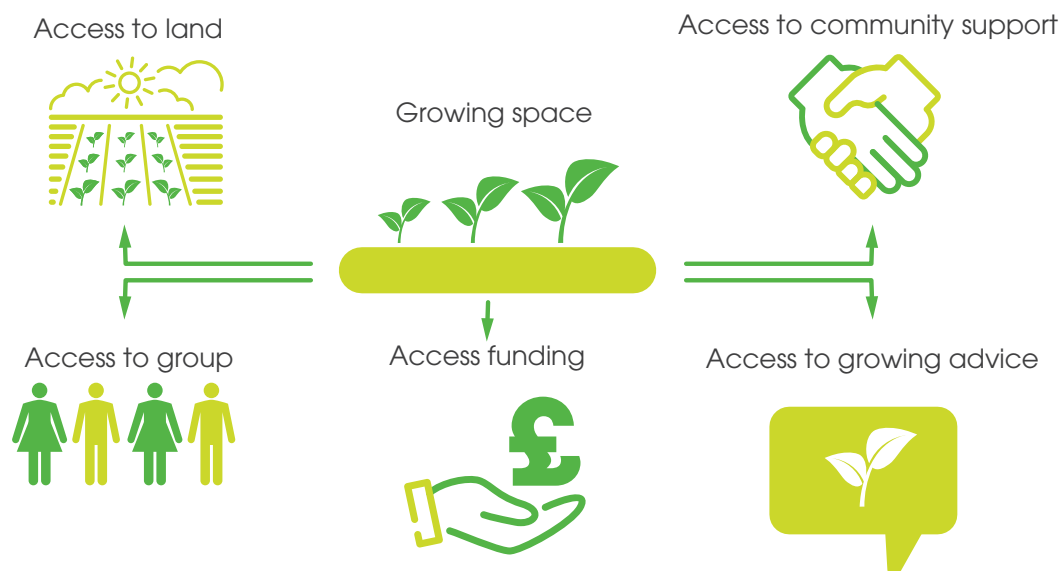 Access to land
Access to community support
Growing space
Access to group
Access funding
Access to growing advice
£